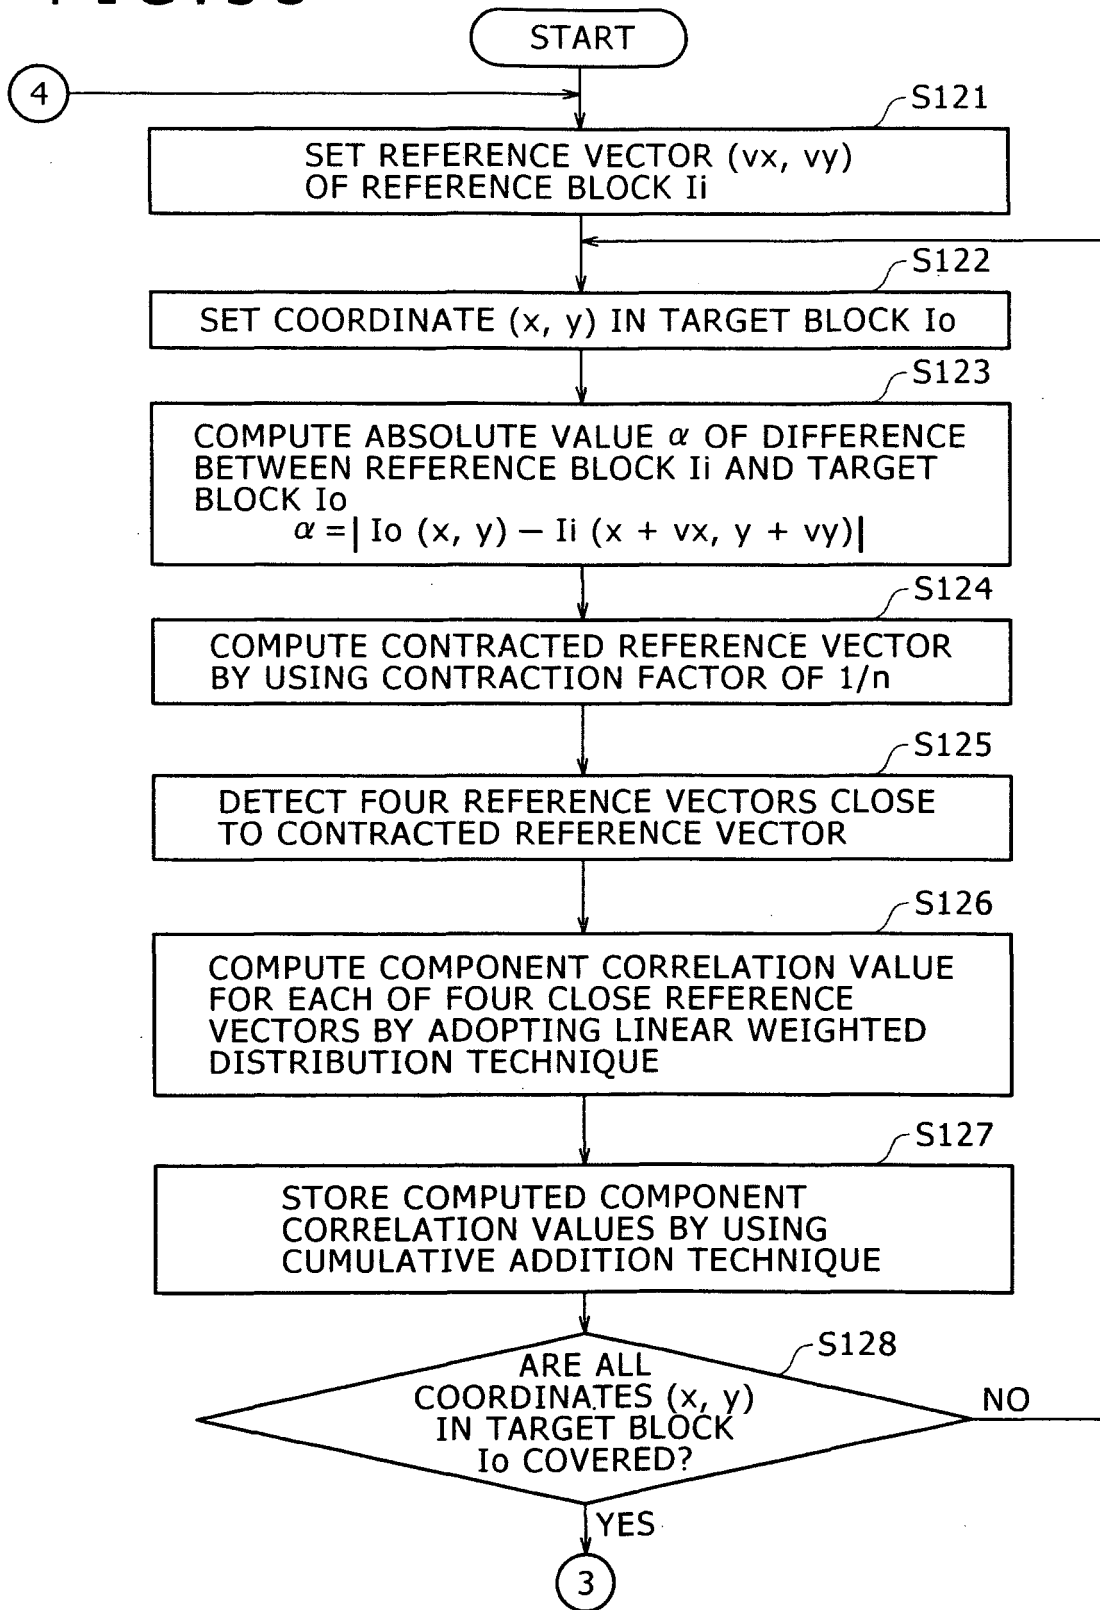 START
4
S121
SET REFERENCE VECTOR (vx, vy)
OF REFERENCE BLOCK Ii
S122
SET COORDINATE (x, y) IN TARGET BLOCK Io
S123
COMPUTE ABSOLUTE VALUE α OF DIFFERENCE
BETWEEN REFERENCE BLOCK Ii AND TARGET
BLOCK Io
α = | Io (x, y) − Ii (x + vx, y + vy)|
S124
COMPUTE CONTRACTED REFERENCE VECTOR
BY USING CONTRACTION FACTOR OF 1/n
S125
DETECT FOUR REFERENCE VECTORS CLOSE
TO CONTRACTED REFERENCE VECTOR
S126
COMPUTE COMPONENT CORRELATION VALUE
FOR EACH OF FOUR CLOSE REFERENCE
VECTORS BY ADOPTING LINEAR WEIGHTED
DISTRIBUTION TECHNIQUE
S127
STORE COMPUTED COMPONENT
CORRELATION VALUES BY USING
CUMULATIVE ADDITION TECHNIQUE
S128
ARE ALL
COORDINATES (x, y)
IN TARGET BLOCK
Io COVERED?
NO
YES
3